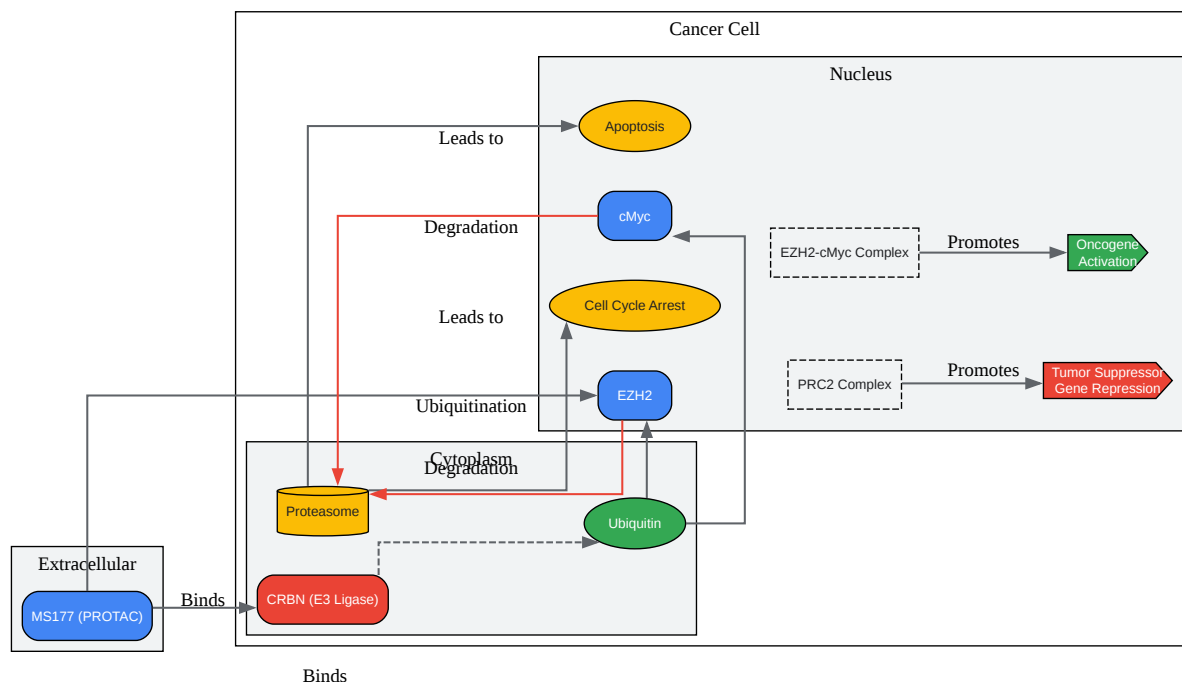 Cancer Cell
Nucleus
Apoptosis
Leads to
cMyc
Degradation
EZH2-cMyc Complex
Promotes
Oncogene
Activation
Cell Cycle Arrest
Leads to
PRC2 Complex
Promotes
Tumor Suppressor
Gene Repression
EZH2
Ubiquitination
Cytoplasm
Degradation
Proteasome
Ubiquitin
Extracellular
MS177 (PROTAC)
Binds
CRBN (E3 Ligase)
Binds